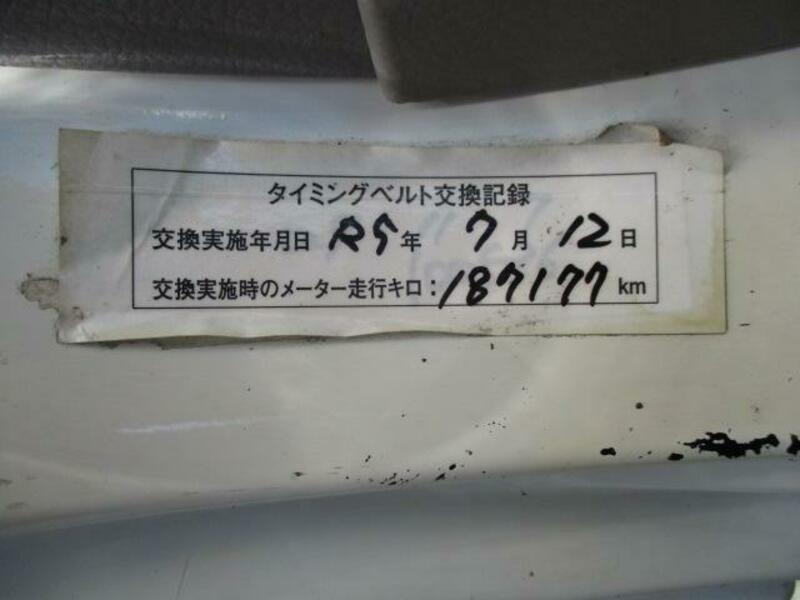 タイミングベルト交換記録
交換実施年月日 R5年 7月 12日
交換実施時のメーター走行キロ：187177km